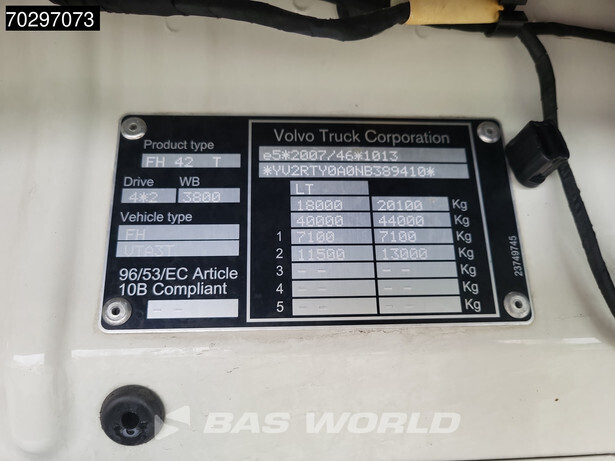 70297073
Product type
FH 42 T
Drive WB
4*2 3800
Vehicle type
FH
VTA3T
96/53/EC Article
10B Compliant
-- --
Volvo Truck Corporation
e5*2007/46*1013
*YV2RTY0A0NB389410*
LT
18000 20100 Kg
40000 44000 Kg
1 7100 7100 Kg
2 11500 13000 Kg
3 -- -- -- -- Kg
4 -- -- -- -- Kg
5 -- -- -- -- Kg
23749745
BAS WORLD